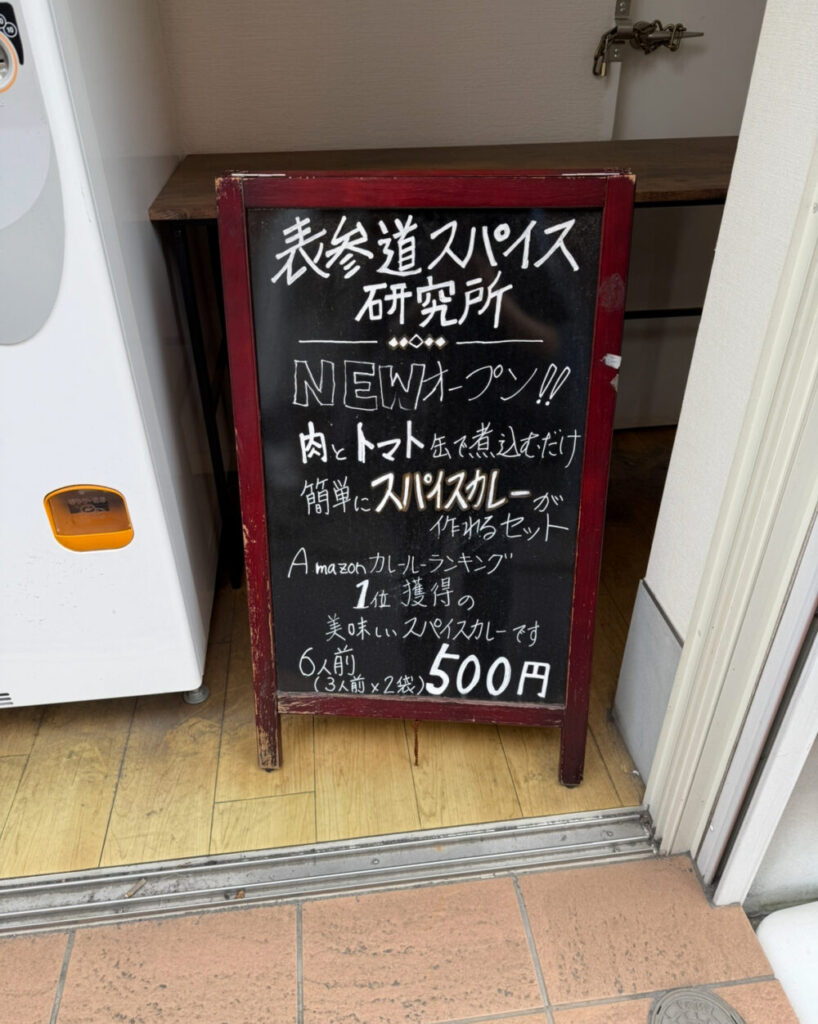 表参道スパイス
研究所
NEWオープン!!
肉とトマト缶で煮込むだけ
簡単にスパイスカレーが
作れるセット
Amazonカレールーランキング
1位獲得の
美味しいスパイスカレーです
6人前
(3人前×2袋)500円